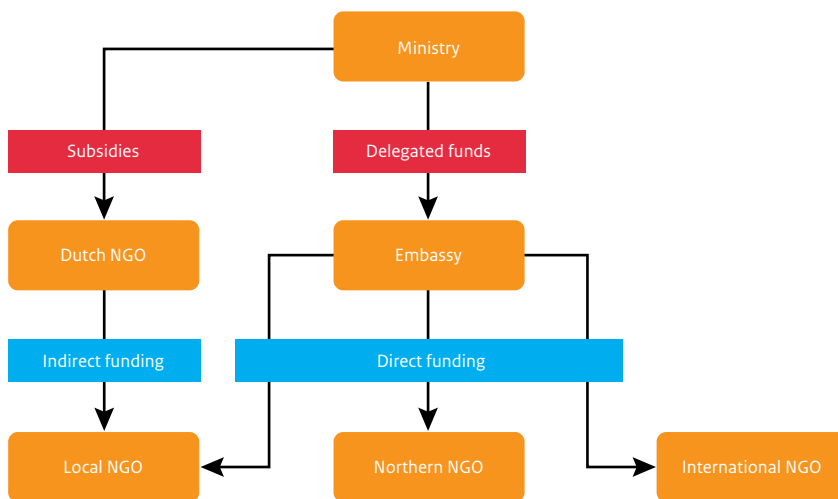 Ministry
Subsidies
Delegated funds
Dutch NGO
Embassy
Indirect funding
Direct funding
Local NGO
Northern NGO
International NGO